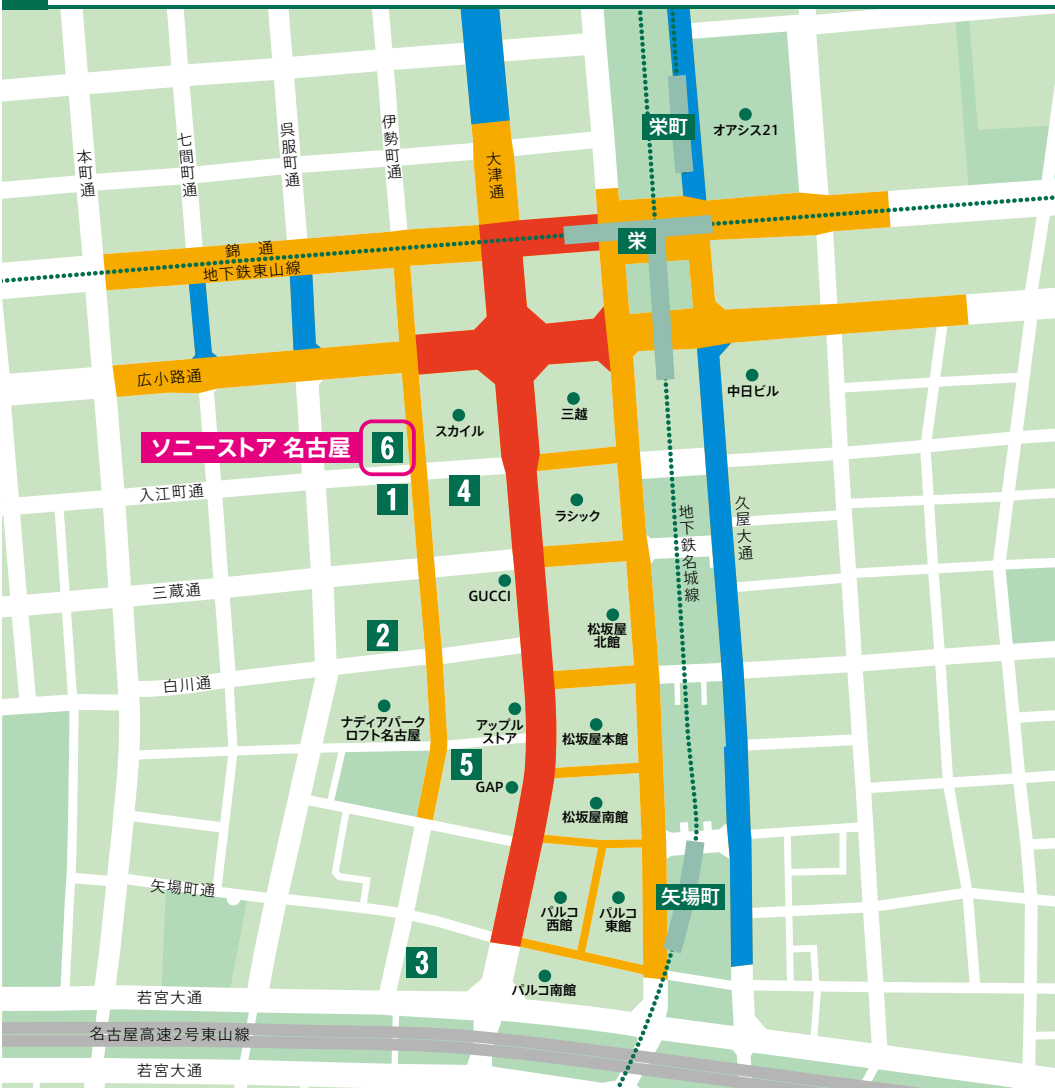 栄町
オアシス21
本町通
七間町通
呉服町通
伊勢町通
大津通
栄
錦 通
地下鉄東山線
広小路通
中日ビル
三越
スカイル
ソニーストア 名古屋
6
1
4
入江町通
ラシック
地下鉄名城線
久屋大通
三蔵通
GUCCI
松坂屋
北館
2
白川通
ナディアパーク
ロフト名古屋
アップル
ストア
松坂屋本館
5
GAP
松坂屋南館
矢場町通
パルコ
西館
パルコ
東館
矢場町
3
パルコ南館
若宮大通
名古屋高速2号東山線
若宮大通